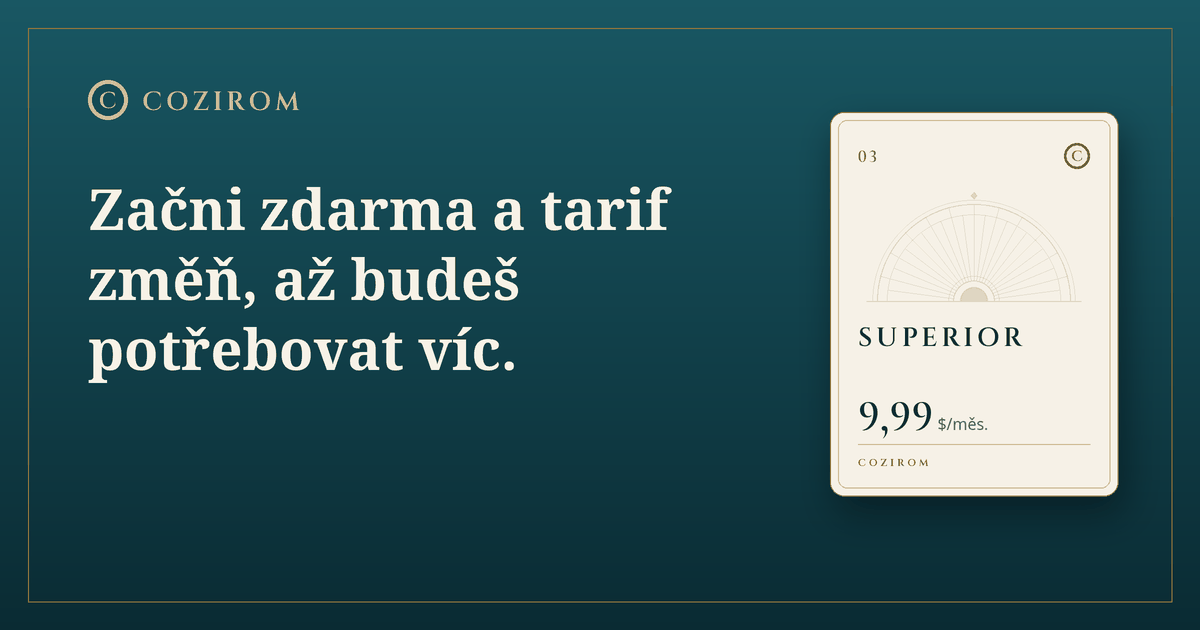 C COZIROM
Začni zdarma a tarif
změň, až budeš
potřebovat víc.
03 C
SUPERIOR
9,99 $/měs.
COZIROM